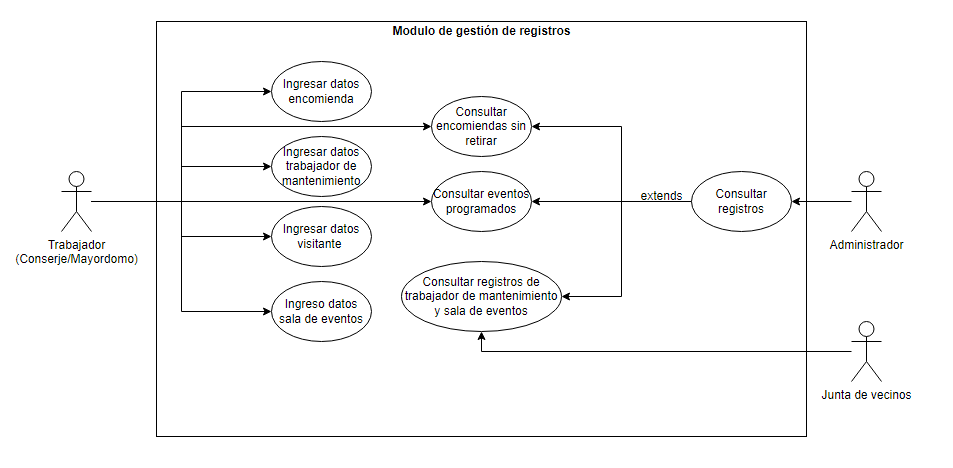 Modulo de gestión de registros
Ingresar datos
encomienda
Consultar
encomiendas sin
retirar
Ingresar datos
trabajador de
mantenimiento
Consultar eventos
programados
extends
Consultar
registros
Trabajador
(Conserje/Mayordomo)
Administrador
Ingresar datos
visitante
Consultar registros de
trabajador de mantenimiento
y sala de eventos
Ingreso datos
sala de eventos
Junta de vecinos